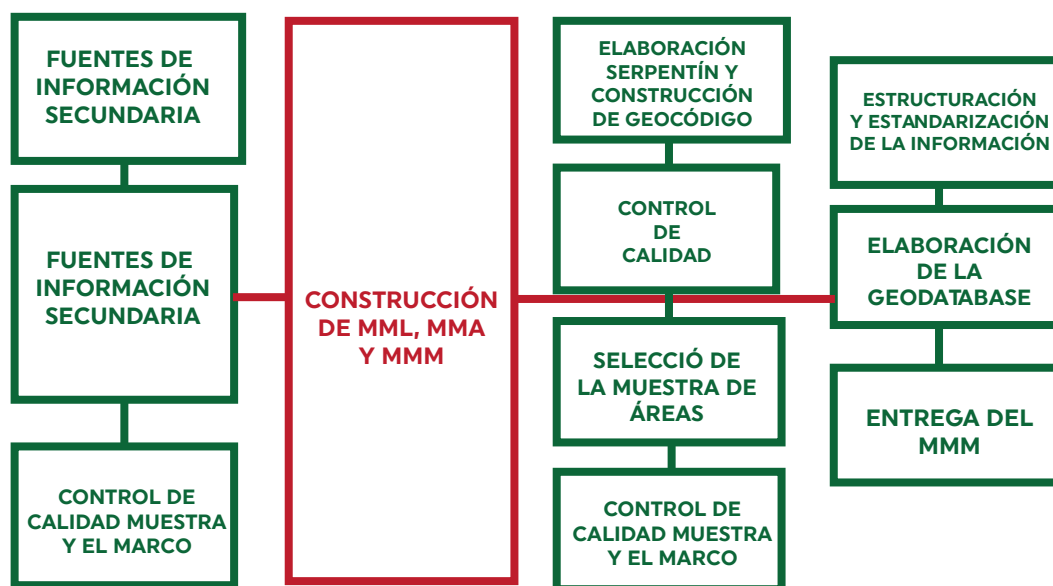 FUENTES DE
INFORMACIÓN
SECUNDARIA
FUENTES DE
INFORMACIÓN
SECUNDARIA
CONTROL DE
CALIDAD MUESTRA
Y EL MARCO
CONSTRUCCIÓN
DE MML, MMA
Y MMM
ELABORACIÓN
SERPENTÍN Y
CONSTRUCCIÓN
DE GEOCÓDIGO
CONTROL
DE
CALIDAD
SELECCIÓ DE
LA MUESTRA DE
ÁREAS
CONTROL DE
CALIDAD MUESTRA
Y EL MARCO
ESTRUCTURACIÓN
Y ESTANDARIZACIÓN
DE LA INFORMACIÓN
ELABORACIÓN
DE LA
GEODATABASE
ENTREGA DEL
MMM